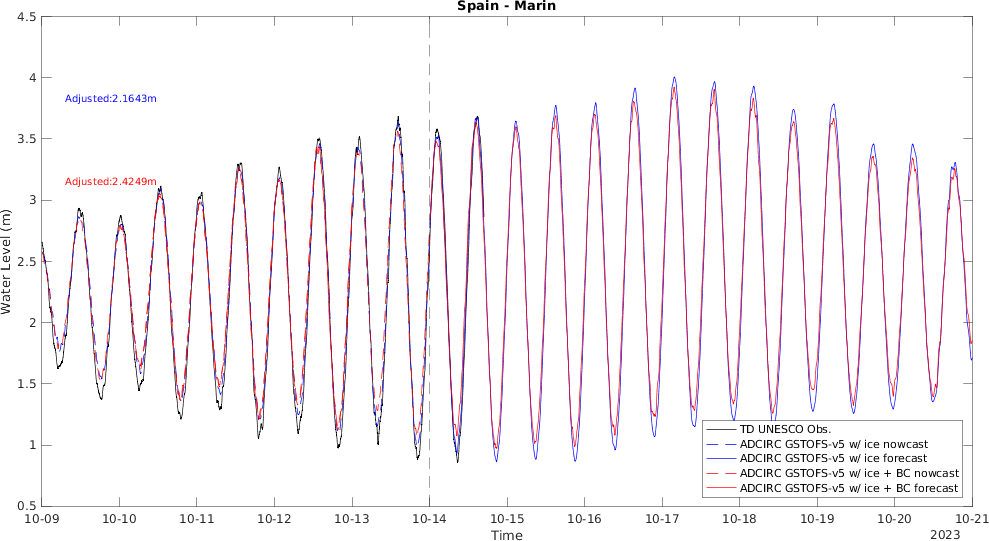 Spain - Marin
4.5
4
3.5
3
2.5
2
1.5
1
0.5
Water Level (m)
Adjusted:2.1643m
Adjusted:2.4249m
TD UNESCO Obs.
ADCIRC GSTOFS-v5 w/ ice nowcast
ADCIRC GSTOFS-v5 w/ ice forecast
ADCIRC GSTOFS-v5 w/ ice + BC nowcast
ADCIRC GSTOFS-v5 w/ ice + BC forecast
10-09 10-10 10-11 10-12 10-13 10-14 10-15 10-16 10-17 10-18 10-19 10-20 10-21
Time
2023